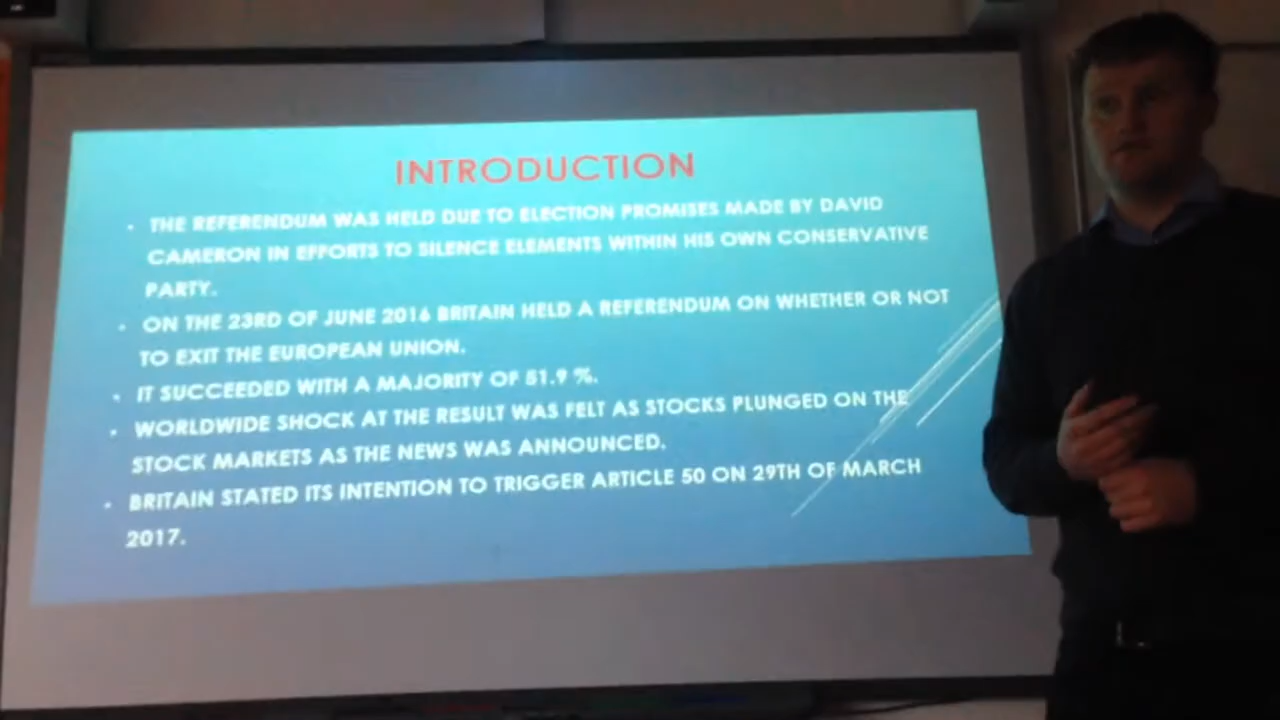 INTRODUCTION
• THE REFERENDUM WAS HELD DUE TO ELECTION PROMISES MADE BY DAVID
CAMERON IN EFFORTS TO SILENCE ELEMENTS WITHIN HIS OWN CONSERVATIVE
PARTY.
• ON THE 23RD OF JUNE 2016 BRITAIN HELD A REFERENDUM ON WHETHER OR NOT
TO EXIT THE EUROPEAN UNION.
• IT SUCCEEDED WITH A MAJORITY OF 51.9 %.
• WORLDWIDE SHOCK AT THE RESULT WAS FELT AS STOCKS PLUNGED ON THE
STOCK MARKETS AS THE NEWS WAS ANNOUNCED.
• BRITAIN STATED ITS INTENTION TO TRIGGER ARTICLE 50 ON 29TH OF MARCH
2017.